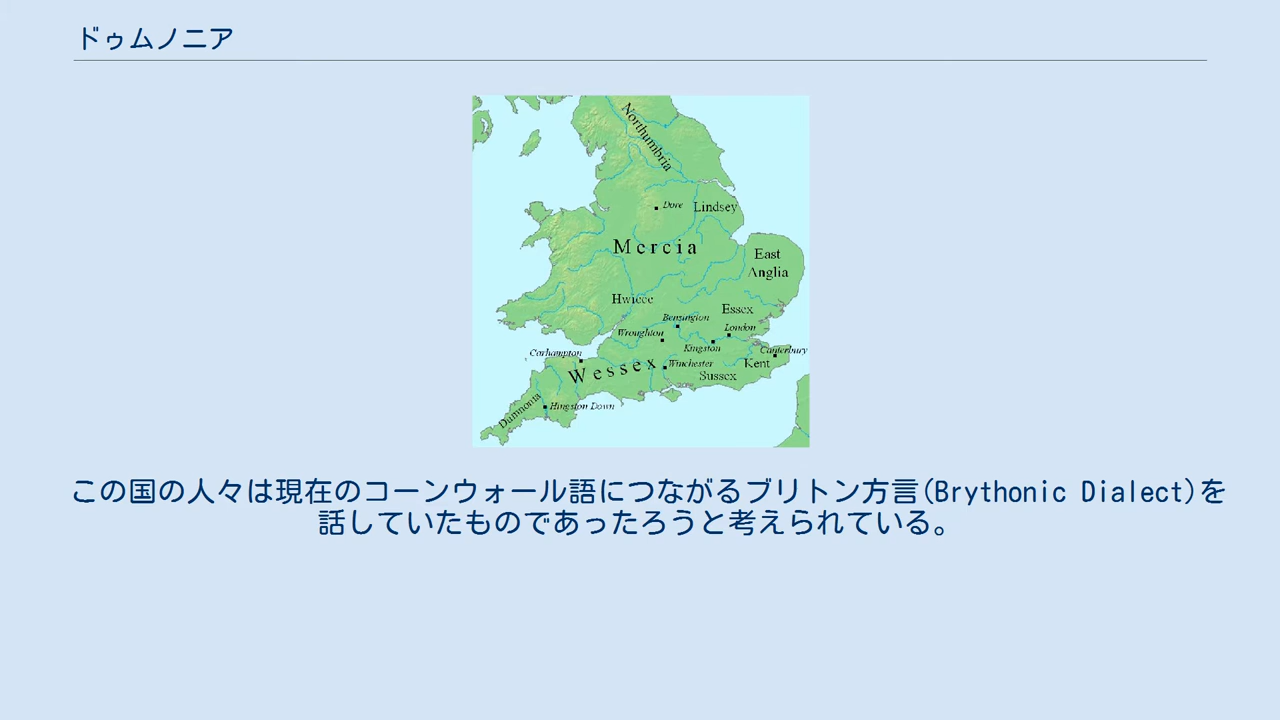 ドゥムノニア
Northumbria
Dore
Lindsey
Mercia
East
Anglia
Hwicce
Essex
Bensington
Wroughton
London
Kingston
Canterbury
Carhampton
Wessex
Winchester
Kent
Sussex
Dumnonia
Hingston Down
この国の人々は現在のコーンウォール語につながるブリトン方言(Brythonic Dialect)を
話していたものであったろうと考えられている。